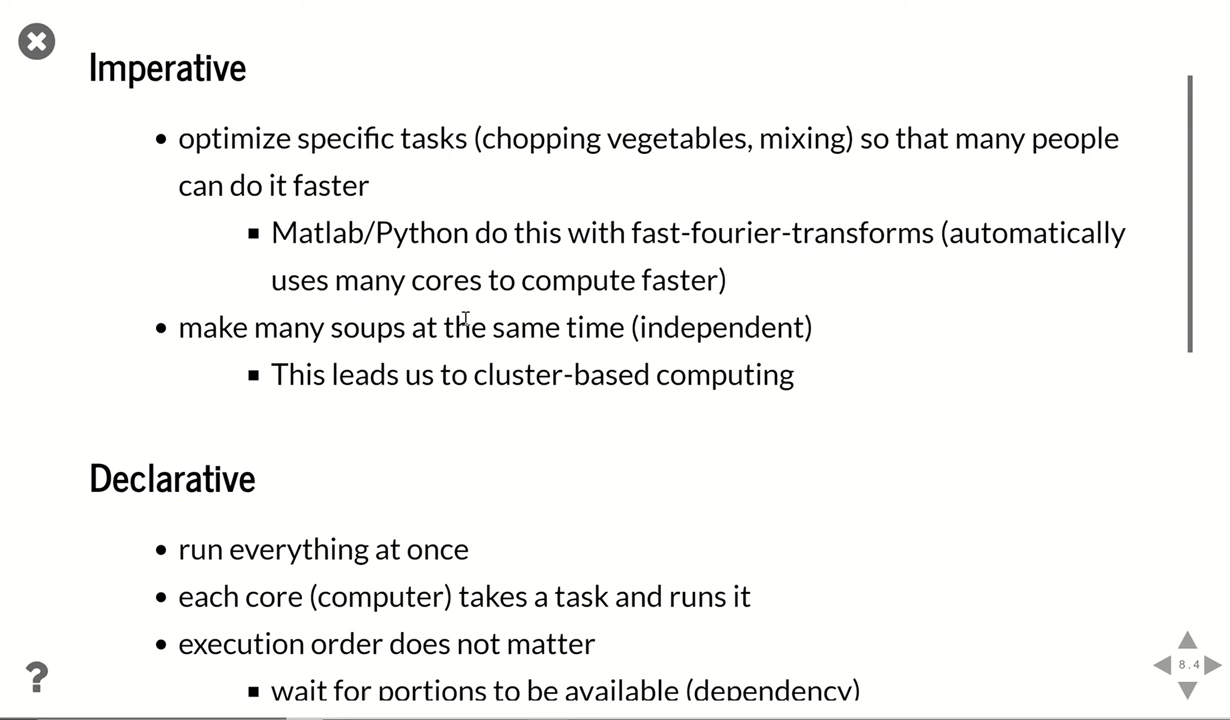 Imperative
• optimize specific tasks (chopping vegetables, mixing) so that many people
can do it faster
▪ Matlab/Python do this with fast-fourier-transforms (automatically
uses many cores to compute faster)
• make many soups at the same time (independent)
▪ This leads us to cluster-based computing
Declarative
• run everything at once
• each core (computer) takes a task and runs it
• execution order does not matter
▪ wait for portions to be available (dependency)
?
8.4